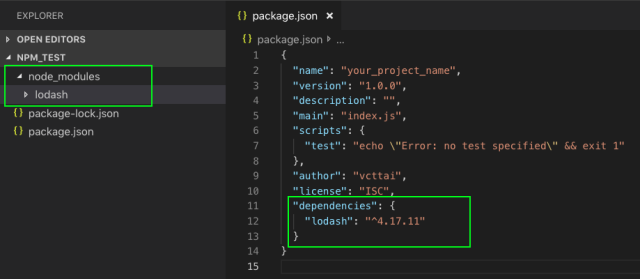 EXPLORER
OPEN EDITORS
NPM_TEST
node_modules
lodash
{} package-lock.json
{} package.json
{} package.json ×
{} package.json › ...
1 {
2 "name": "your_project_name",
3 "version": "1.0.0",
4 "description": "",
5 "main": "index.js",
6 "scripts": {
7 "test": "echo \"Error: no test specified\" && exit 1"
8 },
9 "author": "vcttai",
10 "license": "ISC",
11 "dependencies": {
12 "lodash": "^4.17.11"
13 }
14 }
15